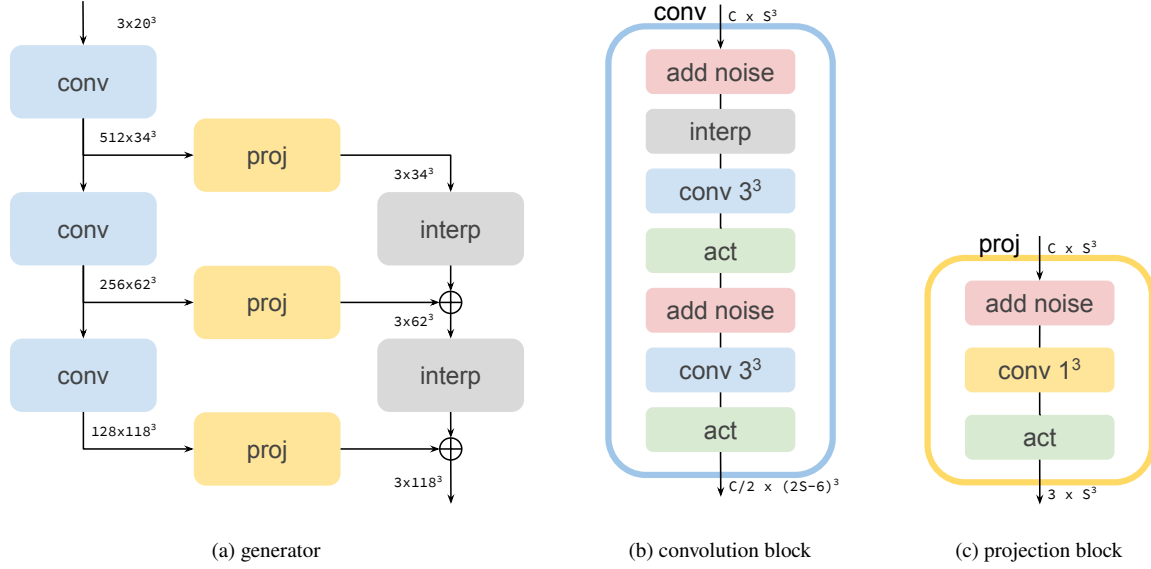 3x20³
conv
512x34³
proj
3x34³
conv
interp
256x62³
proj
3x62³
conv
interp
128x118³
proj
3x118³
(a) generator
conv
C x S³
add noise
interp
conv 3³
act
add noise
conv 3³
act
C/2 x (2S-6)³
(b) convolution block
proj
C x S³
add noise
conv 1³
act
3 x S³
(c) projection block